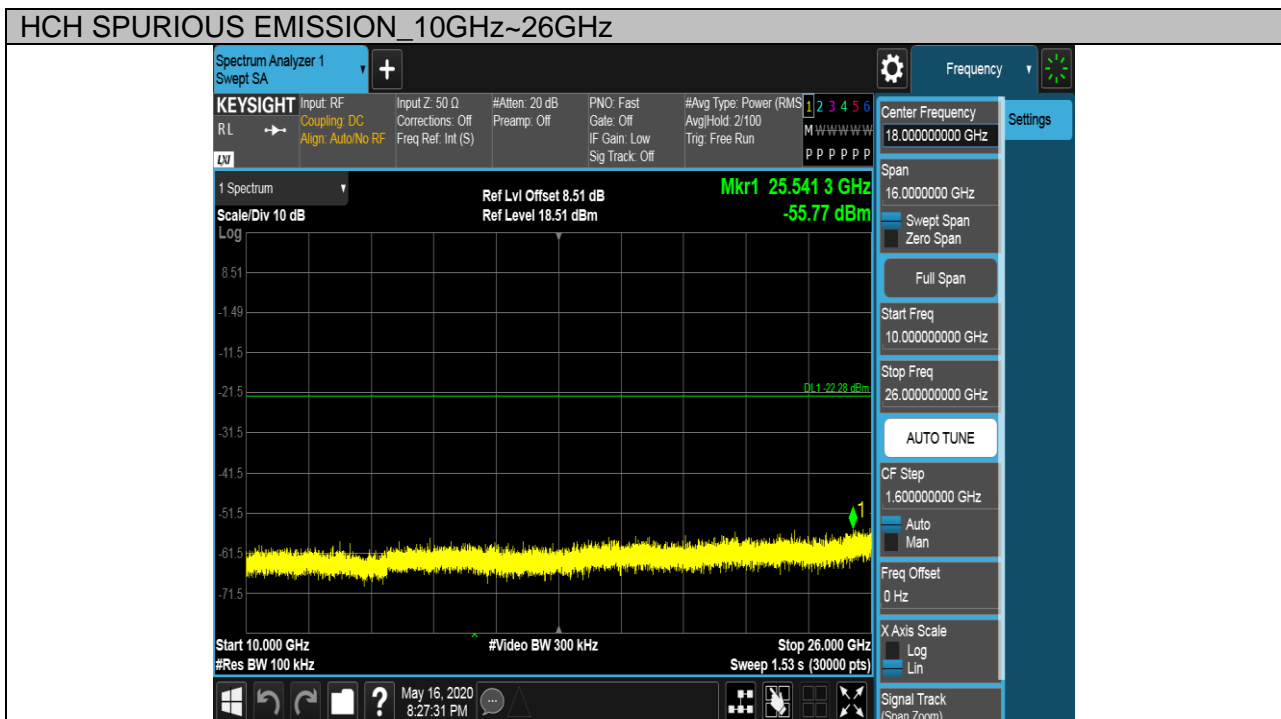 HCH SPURIOUS EMISSION_10GHz~26GHz
Spectrum Analyzer 1
Swept SA
Frequency
KEYSIGHT
RL
LXI
Input: RF
Coupling: DC
Align: Auto/No RF
Input Z: 50 Ω
Corrections: Off
Freq Ref: Int (S)
#Atten: 20 dB
Preamp: Off
PNO: Fast
Gate: Off
IF Gain: Low
Sig Track: Off
#Avg Type: Power (RMS
Avg|Hold: 2/100
Trig: Free Run
1 2 3 4 5 6
M W W W W W
P P P P P P
1 Spectrum
Scale/Div 10 dB
Ref Lvl Offset 8.51 dB
Ref Level 18.51 dBm
Mkr1 25.541 3 GHz
-55.77 dBm
Log
8.51
-1.49
-11.5
-21.5
-31.5
-41.5
-51.5
-61.5
-71.5
DL1 -22.28 dBm
1
Start 10.000 GHz
#Res BW 100 kHz
#Video BW 300 kHz
Stop 26.000 GHz
Sweep 1.53 s (30000 pts)
May 16, 2020
8:27:31 PM
Center Frequency
18.000000000 GHz
Settings
Span
16.0000000 GHz
Swept Span
Zero Span
Full Span
Start Freq
10.000000000 GHz
Stop Freq
26.000000000 GHz
AUTO TUNE
CF Step
1.600000000 GHz
Auto
Man
Freq Offset
0 Hz
X Axis Scale
Log
Lin
Signal Track
(Span Zoom)